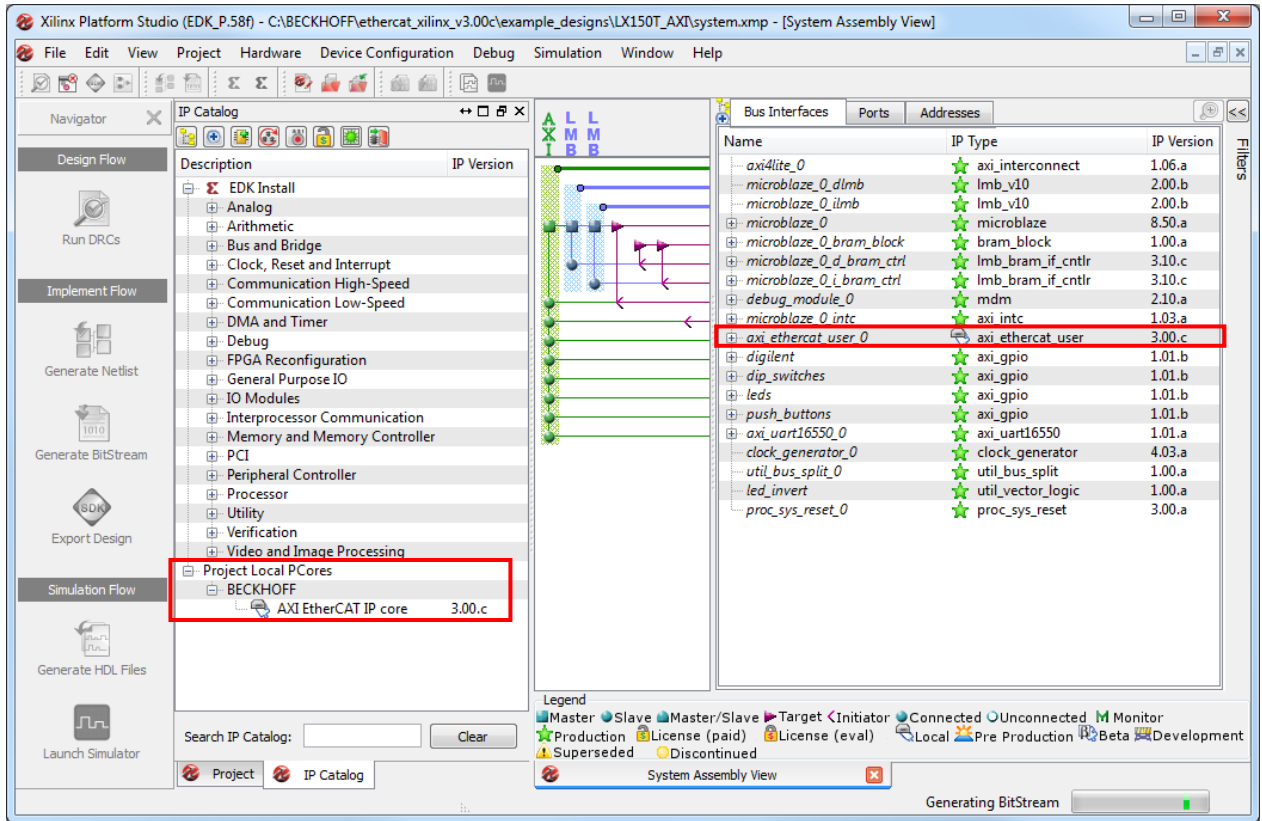 Xilinx Platform Studio (EDK_P.58f) - C:\BECKHOFF\ethercat_xilinx_v3.00c\example_designs\LX150T_AXI\system.xmp - [System Assembly View]
File Edit View Project Hardware Device Configuration Debug Simulation Window Help
Navigator
Design Flow
Run DRCs
Implement Flow
Generate Netlist
1010
Generate BitStream
SDK
Export Design
Simulation Flow
Generate HDL Files
Launch Simulator
IP Catalog
Description IP Version
EDK Install
Analog
Arithmetic
Bus and Bridge
Clock, Reset and Interrupt
Communication High-Speed
Communication Low-Speed
DMA and Timer
Debug
FPGA Reconfiguration
General Purpose IO
IO Modules
Interprocessor Communication
Memory and Memory Controller
PCI
Peripheral Controller
Processor
Utility
Verification
Video and Image Processing
Project Local PCores
BECKHOFF
AXI EtherCAT IP core 3.00.c
Search IP Catalog: Clear
Project IP Catalog
A L L
X M M
I B B
Bus Interfaces Ports Addresses
<<
Filters
Name IP Type IP Version
axi4lite_0 axi_interconnect 1.06.a
microblaze_0_dlmb lmb_v10 2.00.b
microblaze_0_ilmb lmb_v10 2.00.b
microblaze_0 microblaze 8.50.a
microblaze_0_bram_block bram_block 1.00.a
microblaze_0_d_bram_ctrl lmb_bram_if_cntlr 3.10.c
microblaze_0_i_bram_ctrl lmb_bram_if_cntlr 3.10.c
debug_module_0 mdm 2.10.a
microblaze_0_intc axi_intc 1.03.a
axi_ethercat_user_0 axi_ethercat_user 3.00.c
digilent axi_gpio 1.01.b
dip_switches axi_gpio 1.01.b
leds axi_gpio 1.01.b
push_buttons axi_gpio 1.01.b
axi_uart16550_0 axi_uart16550 1.01.a
clock_generator_0 clock_generator 4.03.a
util_bus_split_0 util_bus_split 1.00.a
led_invert util_vector_logic 1.00.a
proc_sys_reset_0 proc_sys_reset 3.00.a
Legend
Master Slave Master/Slave Target Initiator Connected Unconnected M Monitor
Production License (paid) License (eval) Local Pre Production Beta Development
Superseded Discontinued
System Assembly View
Generating BitStream